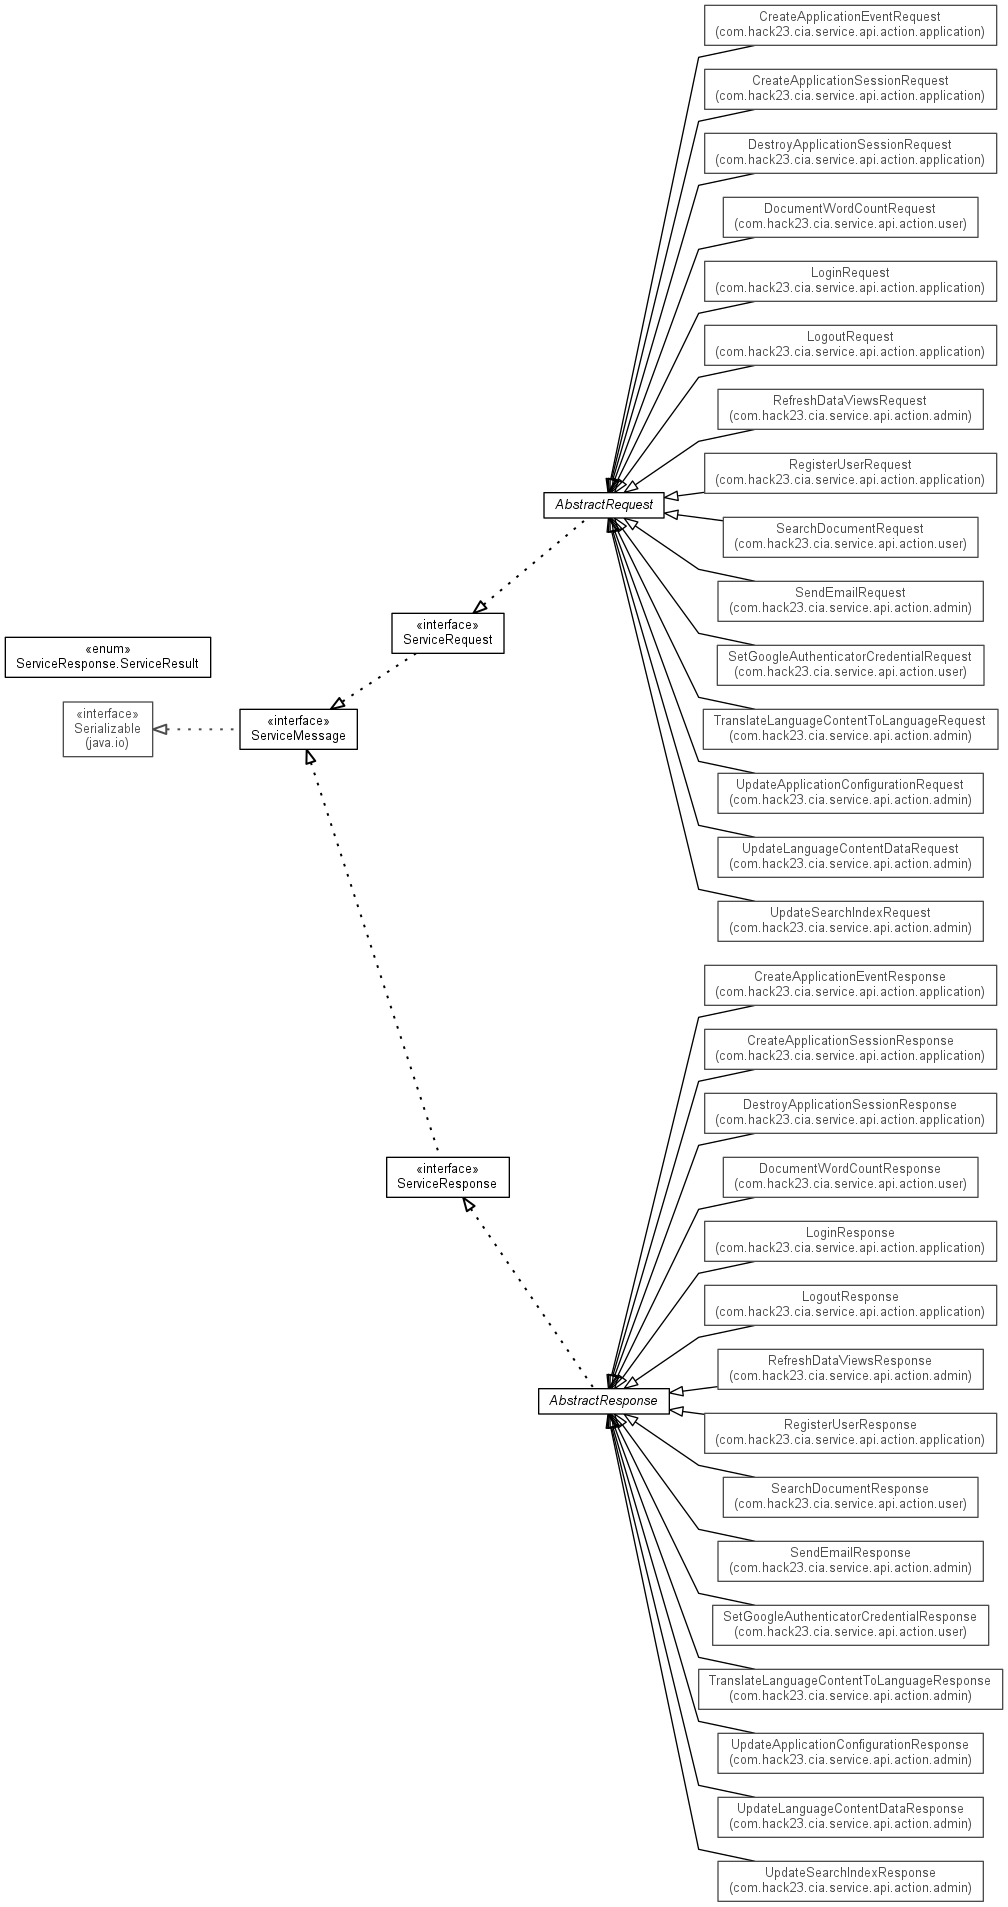 CreateApplicationEventRequest
(com.hack23.cia.service.api.action.application)
CreateApplicationSessionRequest
(com.hack23.cia.service.api.action.application)
DestroyApplicationSessionRequest
(com.hack23.cia.service.api.action.application)
DocumentWordCountRequest
(com.hack23.cia.service.api.action.user)
LoginRequest
(com.hack23.cia.service.api.action.application)
LogoutRequest
(com.hack23.cia.service.api.action.application)
RefreshDataViewsRequest
(com.hack23.cia.service.api.action.admin)
RegisterUserRequest
(com.hack23.cia.service.api.action.application)
AbstractRequest
SearchDocumentRequest
(com.hack23.cia.service.api.action.user)
SendEmailRequest
(com.hack23.cia.service.api.action.admin)
«interface»
ServiceRequest
«enum»
ServiceResponse.ServiceResult
SetGoogleAuthenticatorCredentialRequest
(com.hack23.cia.service.api.action.user)
«interface»
Serializable
(java.io)
«interface»
ServiceMessage
TranslateLanguageContentToLanguageRequest
(com.hack23.cia.service.api.action.admin)
UpdateApplicationConfigurationRequest
(com.hack23.cia.service.api.action.admin)
UpdateLanguageContentDataRequest
(com.hack23.cia.service.api.action.admin)
UpdateSearchIndexRequest
(com.hack23.cia.service.api.action.admin)
CreateApplicationEventResponse
(com.hack23.cia.service.api.action.application)
CreateApplicationSessionResponse
(com.hack23.cia.service.api.action.application)
DestroyApplicationSessionResponse
(com.hack23.cia.service.api.action.application)
DocumentWordCountResponse
(com.hack23.cia.service.api.action.user)
«interface»
ServiceResponse
LoginResponse
(com.hack23.cia.service.api.action.application)
LogoutResponse
(com.hack23.cia.service.api.action.application)
RefreshDataViewsResponse
(com.hack23.cia.service.api.action.admin)
AbstractResponse
RegisterUserResponse
(com.hack23.cia.service.api.action.application)
SearchDocumentResponse
(com.hack23.cia.service.api.action.user)
SendEmailResponse
(com.hack23.cia.service.api.action.admin)
SetGoogleAuthenticatorCredentialResponse
(com.hack23.cia.service.api.action.user)
TranslateLanguageContentToLanguageResponse
(com.hack23.cia.service.api.action.admin)
UpdateApplicationConfigurationResponse
(com.hack23.cia.service.api.action.admin)
UpdateLanguageContentDataResponse
(com.hack23.cia.service.api.action.admin)
UpdateSearchIndexResponse
(com.hack23.cia.service.api.action.admin)